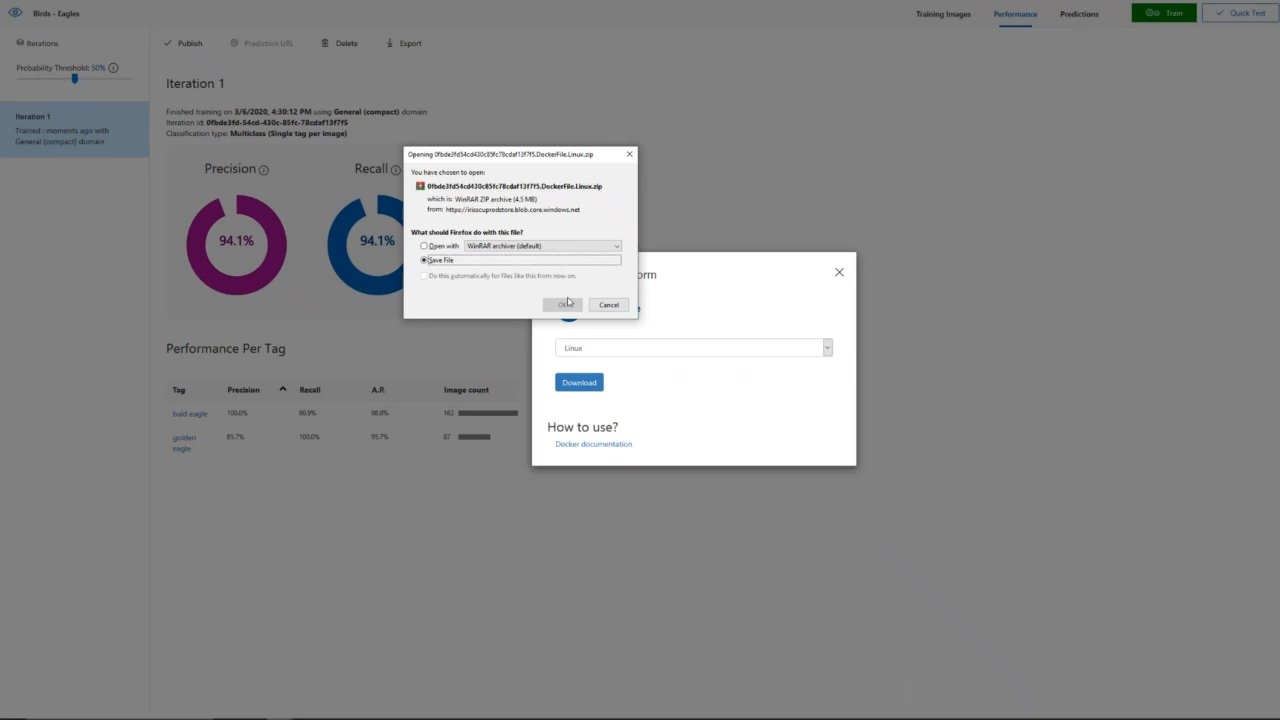 Birds - Eagles
Training Images
Performance
Predictions
Train
Quick Test
Iterations
Publish
Prediction URL
Delete
Export
Probability Threshold: 50%
Iteration 1
Iteration 1
Trained : moments ago with
General (compact) domain
Finished training on 3/6/2020, 4:30:12 PM using General (compact) domain
Iteration id: 0fbde3fd-54cd-430c-85fc-78cdaf13f7f5
Classification type: Multiclass (Single tag per image)
Precision
94.1%
Recall
94.1%
Opening 0fbde3fd54cd430c85fc78cdaf13f7f5.DockerFile.Linux.zip
You have chosen to open:
0fbde3fd54cd430c85fc78cdaf13f7f5.DockerFile.Linux.zip
which is: WinRAR ZIP archive (4.5 MB)
from: https://irisscuprodstore.blob.core.windows.net
What should Firefox do with this file?
Open with
WinRAR archiver (default)
Save File
Do this automatically for files like this from now on.
Cancel
Linux
Download
How to use?
Docker documentation
Performance Per Tag
Tag Precision Recall A.P. Image count
bald eagle 100.0% 90.9% 98.8% 162
golden eagle 85.7% 100.0% 95.7% 87